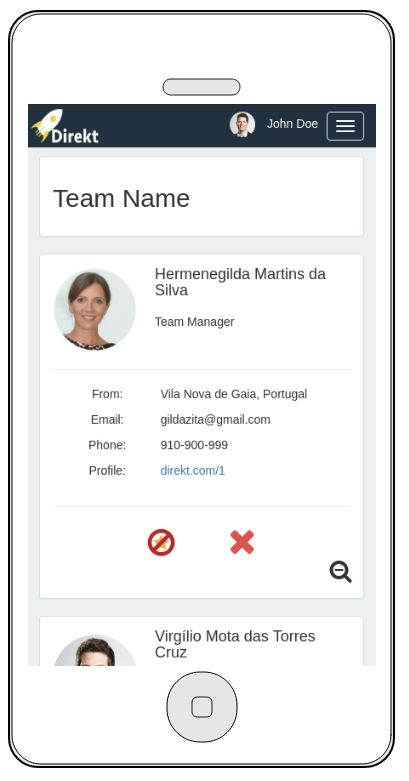 Direkt
John Doe
Team Name
Hermenegilda Martins da
Silva
Team Manager
From: Vila Nova de Gaia, Portugal
Email: gildazita@gmail.com
Phone: 910-900-999
Profile: direkt.com/1
Virgílio Mota das Torres
Cruz